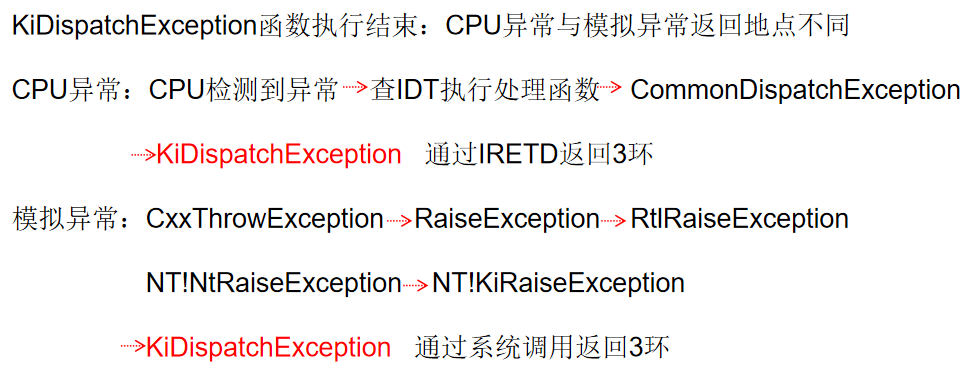 KiDispatchException函数执行结束：CPU异常与模拟异常返回地点不同
CPU异常：CPU检测到异常→查IDT执行处理函数→CommonDispatchException
→KiDispatchException 通过IRETD返回3环
模拟异常：CxxThrowException→RaiseException→RtlRaiseException
NT!NtRaiseException→NT!KiRaiseException
→KiDispatchException 通过系统调用返回3环